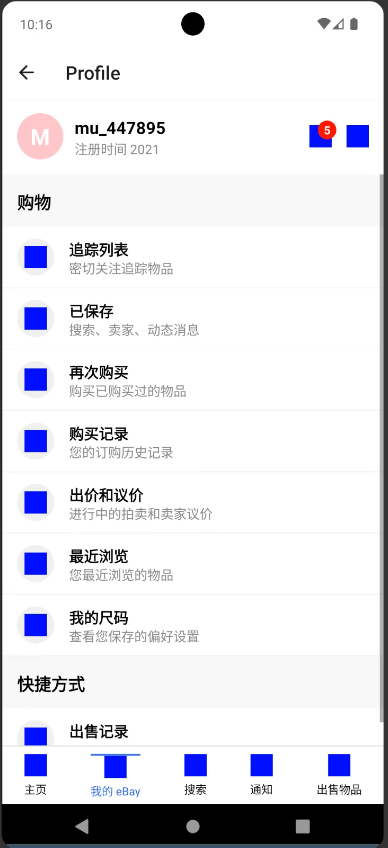 10:16
Profile
M
mu_447895
5
注册时间 2021
购物
追踪列表
密切关注追踪物品
已保存
搜索、卖家、动态消息
再次购买
购买已购买过的物品
购买记录
您的订购历史记录
出价和议价
进行中的拍卖和卖家议价
最近浏览
您最近浏览的物品
我的尺码
查看您保存的偏好设置
快捷方式
出售记录
主页 我的 eBay 搜索 通知 出售物品